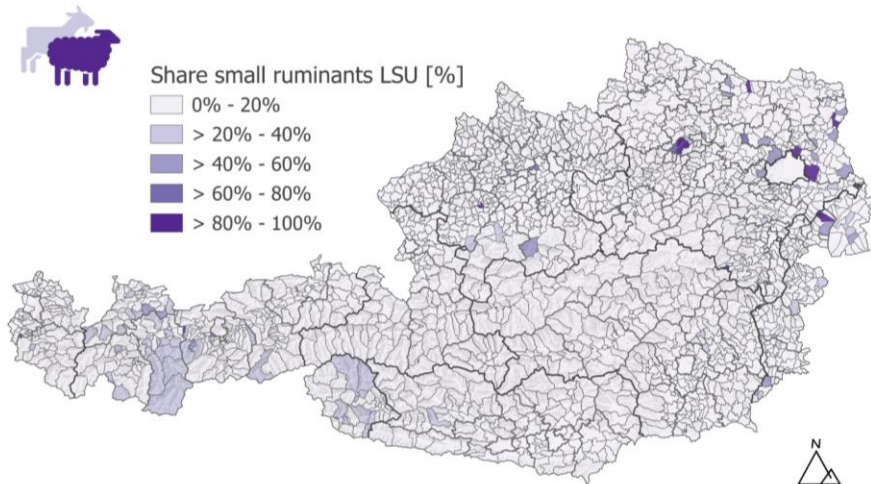 Share small ruminants LSU [%]
0% - 20%
> 20% - 40%
> 40% - 60%
> 60% - 80%
> 80% - 100%
N